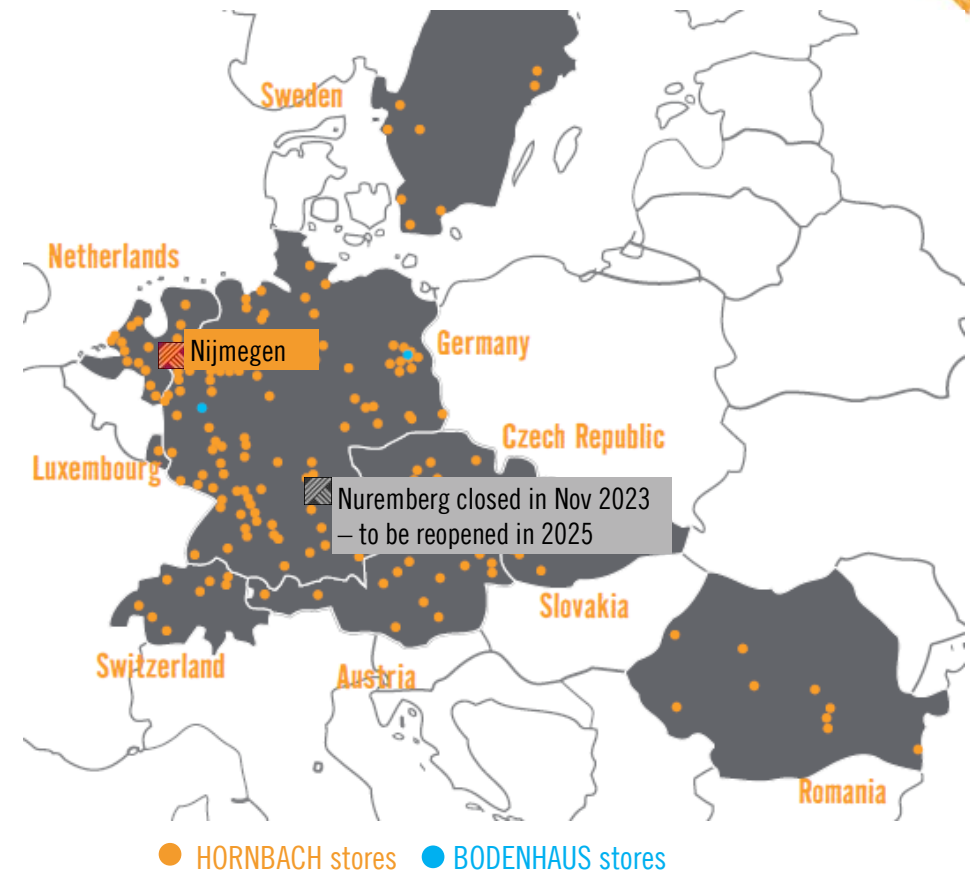 Sweden
Netherlands
Nijmegen
Germany
Czech Republic
Luxembourg
Nuremberg closed in Nov 2023
– to be reopened in 2025
Slovakia
Switzerland
Austria
Romania
HORNBACH stores
BODENHAUS stores